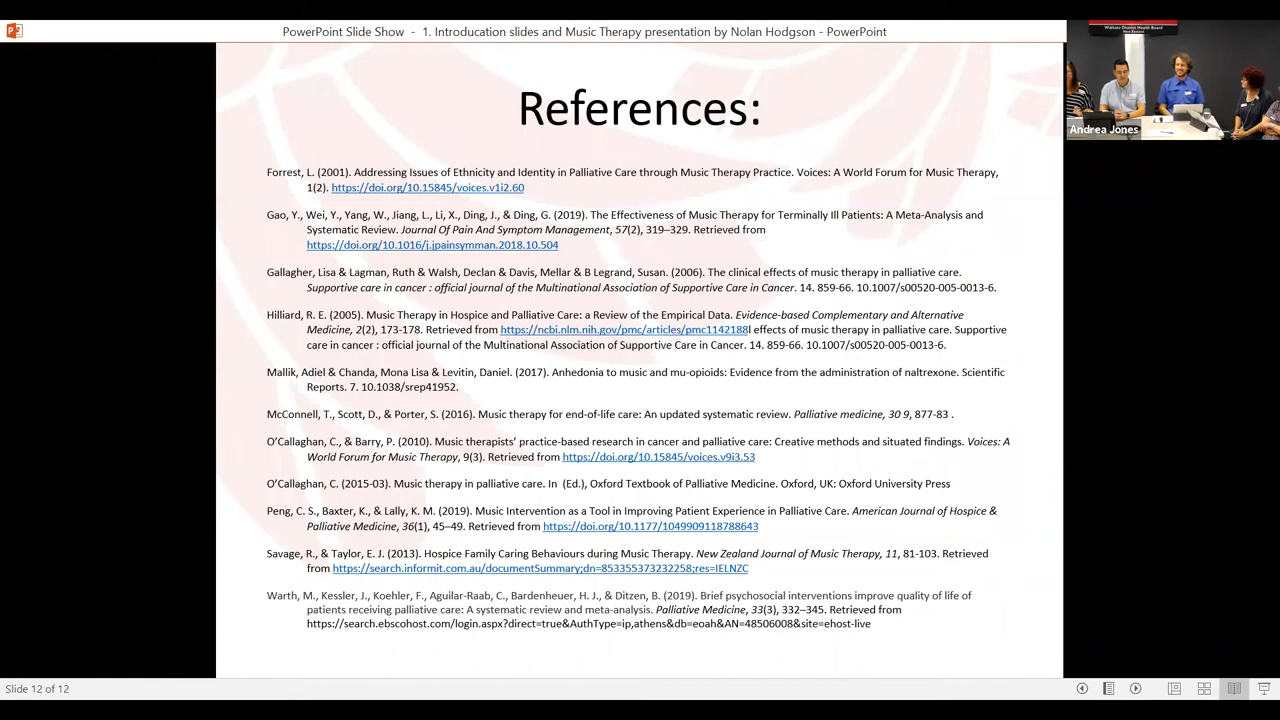 PowerPoint Slide Show - 1. Introducation slides and Music Therapy presentation by Nolan Hodgson - PowerPoint
Waikato District Health Board
New Zealand
Andrea Jones
References:
Forrest, L. (2001). Addressing Issues of Ethnicity and Identity in Palliative Care through Music Therapy Practice. Voices: A World Forum for Music Therapy,
1(2). https://doi.org/10.15845/voices.v1i2.60
Gao, Y., Wei, Y., Yang, W., Jiang, L., Li, X., Ding, J., & Ding, G. (2019). The Effectiveness of Music Therapy for Terminally Ill Patients: A Meta-Analysis and
Systematic Review. Journal Of Pain And Symptom Management, 57(2), 319–329. Retrieved from
https://doi.org/10.1016/j.jpainsymman.2018.10.504
Gallagher, Lisa & Lagman, Ruth & Walsh, Declan & Davis, Mellar & B Legrand, Susan. (2006). The clinical effects of music therapy in palliative care.
Supportive care in cancer : official journal of the Multinational Association of Supportive Care in Cancer. 14. 859-66. 10.1007/s00520-005-0013-6.
Hilliard, R. E. (2005). Music Therapy in Hospice and Palliative Care: a Review of the Empirical Data. Evidence-based Complementary and Alternative
Medicine, 2(2), 173-178. Retrieved from https://ncbi.nlm.nih.gov/pmc/articles/pmc1142188l effects of music therapy in palliative care. Supportive
care in cancer : official journal of the Multinational Association of Supportive Care in Cancer. 14. 859-66. 10.1007/s00520-005-0013-6.
Mallik, Adiel & Chanda, Mona Lisa & Levitin, Daniel. (2017). Anhedonia to music and mu-opioids: Evidence from the administration of naltrexone. Scientific
Reports. 7. 10.1038/srep41952.
McConnell, T., Scott, D., & Porter, S. (2016). Music therapy for end-of-life care: An updated systematic review. Palliative medicine, 30 9, 877-83 .
O’Callaghan, C., & Barry, P. (2010). Music therapists’ practice-based research in cancer and palliative care: Creative methods and situated findings. Voices: A
World Forum for Music Therapy, 9(3). Retrieved from https://doi.org/10.15845/voices.v9i3.53
O’Callaghan, C. (2015-03). Music therapy in palliative care. In (Ed.), Oxford Textbook of Palliative Medicine. Oxford, UK: Oxford University Press
Peng, C. S., Baxter, K., & Lally, K. M. (2019). Music Intervention as a Tool in Improving Patient Experience in Palliative Care. American Journal of Hospice &
Palliative Medicine, 36(1), 45–49. Retrieved from https://doi.org/10.1177/1049909118788643
Savage, R., & Taylor, E. J. (2013). Hospice Family Caring Behaviours during Music Therapy. New Zealand Journal of Music Therapy, 11, 81-103. Retrieved
from https://search.informit.com.au/documentSummary;dn=853355373232258;res=IELNZC
Warth, M., Kessler, J., Koehler, F., Aguilar-Raab, C., Bardenheuer, H. J., & Ditzen, B. (2019). Brief psychosocial interventions improve quality of life of
patients receiving palliative care: A systematic review and meta-analysis. Palliative Medicine, 33(3), 332–345. Retrieved from
https://search.ebscohost.com/login.aspx?direct=true&AuthType=ip,athens&db=eoah&AN=48506008&site=ehost-live
Slide 12 of 12